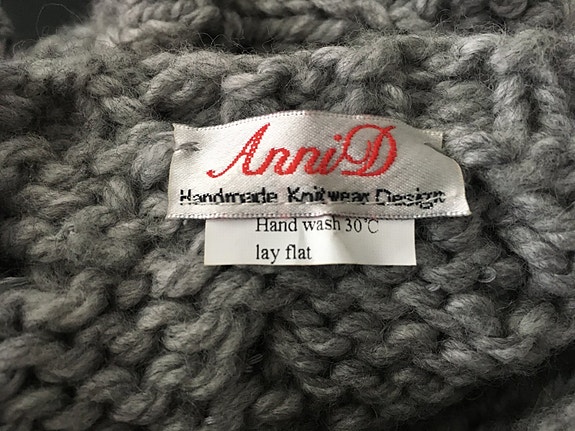 AnniD
Handmade Knitwear Design
Hand wash 30℃
lay flat